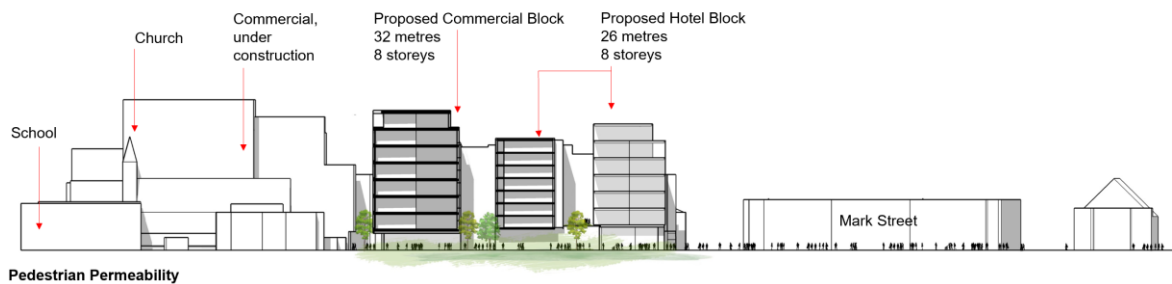 School
Church
Commercial,
under
construction
Proposed Commercial Block
32 metres
8 storeys
Proposed Hotel Block
26 metres
8 storeys
Mark Street
Pedestrian Permeability